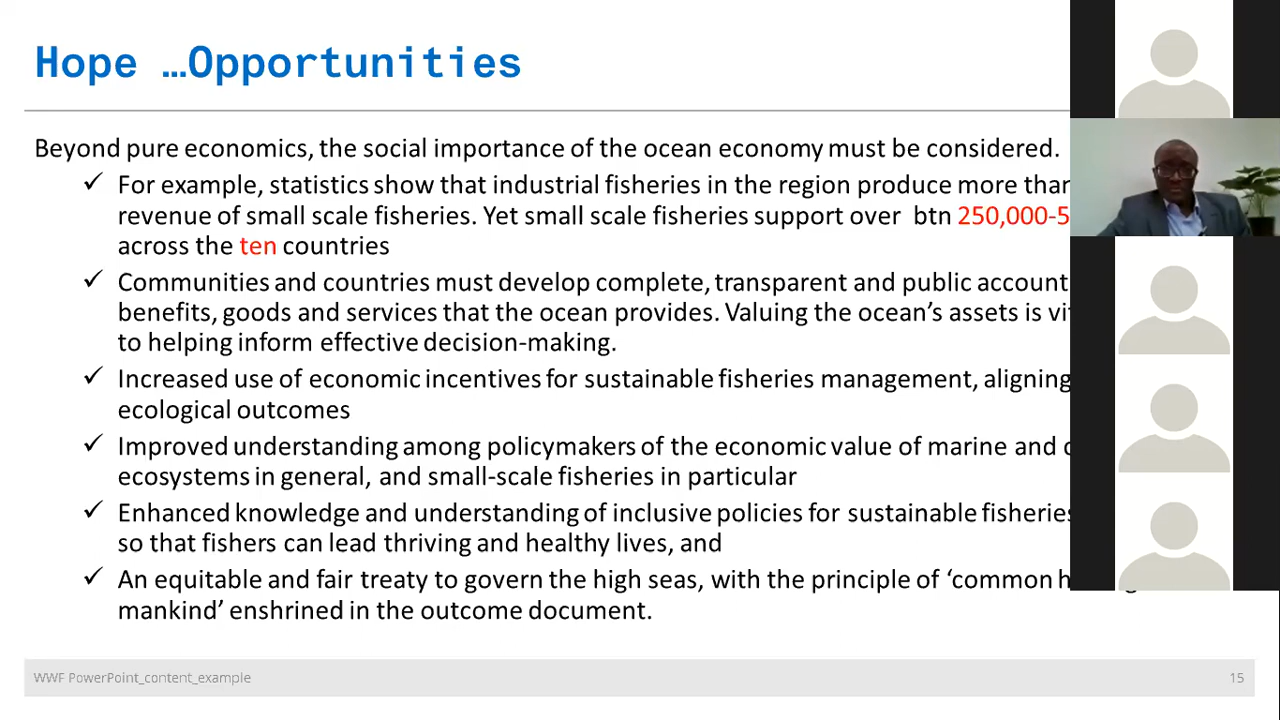 Hope …Opportunities
Beyond pure economics, the social importance of the ocean economy must be considered.
✓ For example, statistics show that industrial fisheries in the region produce more than
revenue of small scale fisheries. Yet small scale fisheries support over btn 250,000-5
across the ten countries
✓ Communities and countries must develop complete, transparent and public account
benefits, goods and services that the ocean provides. Valuing the ocean’s assets is
to helping inform effective decision-making.
✓ Increased use of economic incentives for sustainable fisheries management, aligning
ecological outcomes
✓ Improved understanding among policymakers of the economic value of marine and
ecosystems in general, and small-scale fisheries in particular
✓ Enhanced knowledge and understanding of inclusive policies for sustainable fisheries
so that fishers can lead thriving and healthy lives, and
✓ An equitable and fair treaty to govern the high seas, with the principle of ‘common
mankind’ enshrined in the outcome document.
WWF PowerPoint_content_example
15